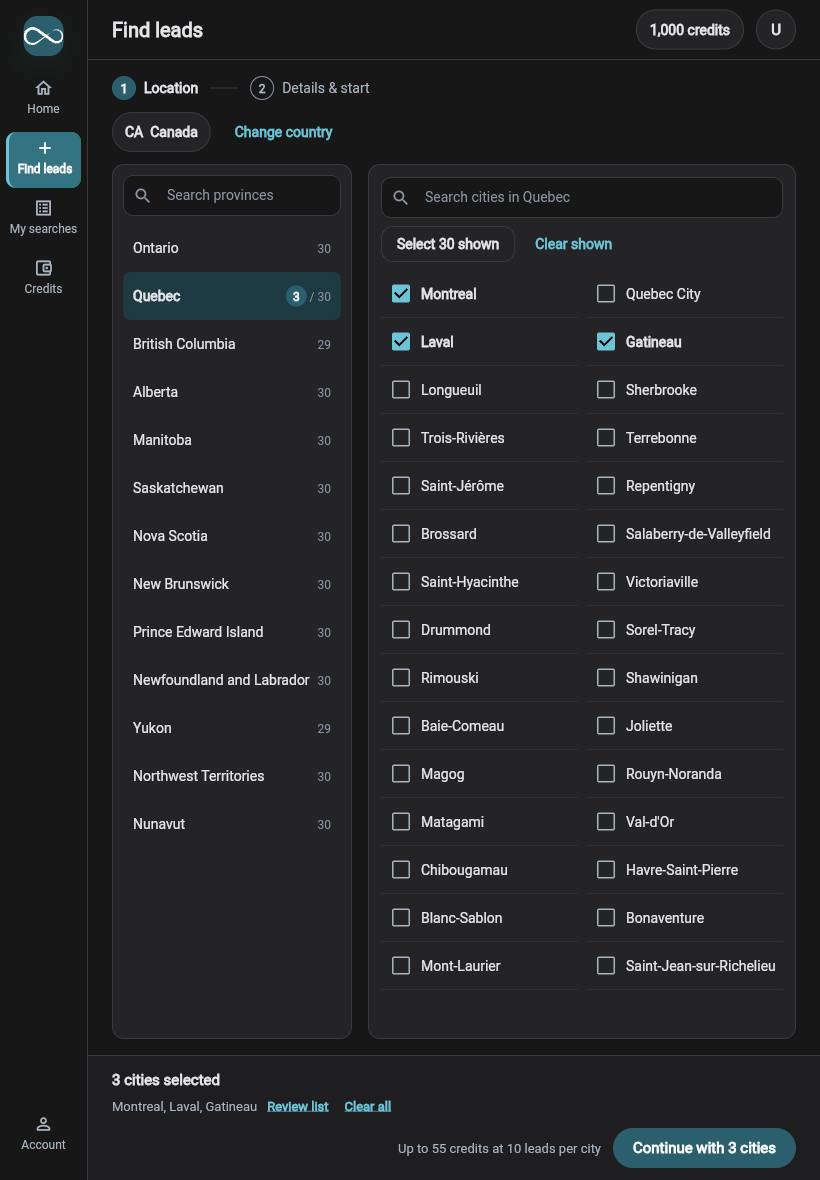 Find leads
1,000 credits
U
Home
Find leads
My searches
Credits
Account
1 Location
2 Details & start
CA Canada
Change country
Search provinces
Ontario 30
Quebec 3 / 30
British Columbia 29
Alberta 30
Manitoba 30
Saskatchewan 30
Nova Scotia 30
New Brunswick 30
Prince Edward Island 30
Newfoundland and Labrador 30
Yukon 29
Northwest Territories 30
Nunavut 30
Search cities in Quebec
Select 30 shown
Clear shown
Montreal
Quebec City
Laval
Gatineau
Longueuil
Sherbrooke
Trois-Rivières
Terrebonne
Saint-Jérôme
Repentigny
Brossard
Salaberry-de-Valleyfield
Saint-Hyacinthe
Victoriaville
Drummond
Sorel-Tracy
Rimouski
Shawinigan
Baie-Comeau
Joliette
Magog
Rouyn-Noranda
Matagami
Val-d'Or
Chibougamau
Havre-Saint-Pierre
Blanc-Sablon
Bonaventure
Mont-Laurier
Saint-Jean-sur-Richelieu
3 cities selected
Montreal, Laval, Gatineau Review list Clear all
Up to 55 credits at 10 leads per city
Continue with 3 cities